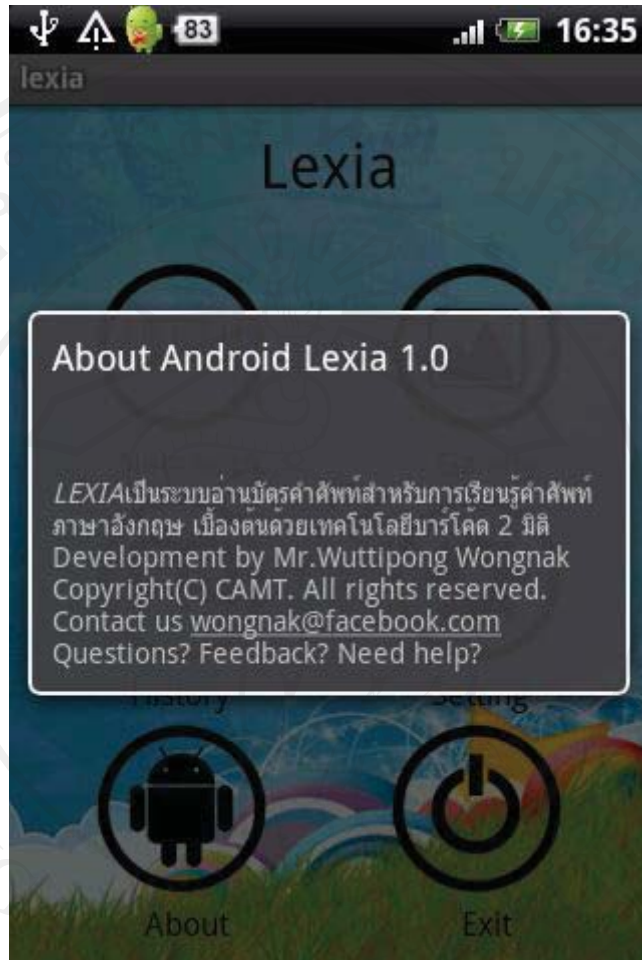 83
16:35
lexia
Lexia
About Android Lexia 1.0
LEXIAเป็นระบบอ่านบัตรคำศัพท์สำหรับการเรียนรู้คำศัพท์
ภาษาอังกฤษ เบื้องต้นด้วยเทคโนโลยีบาร์โค้ด 2 มิติ
Development by Mr.Wuttipong Wongnak
Copyright(C) CAMT. All rights reserved.
Contact us wongnak@facebook.com
Questions? Feedback? Need help?
History
Setting
About
Exit